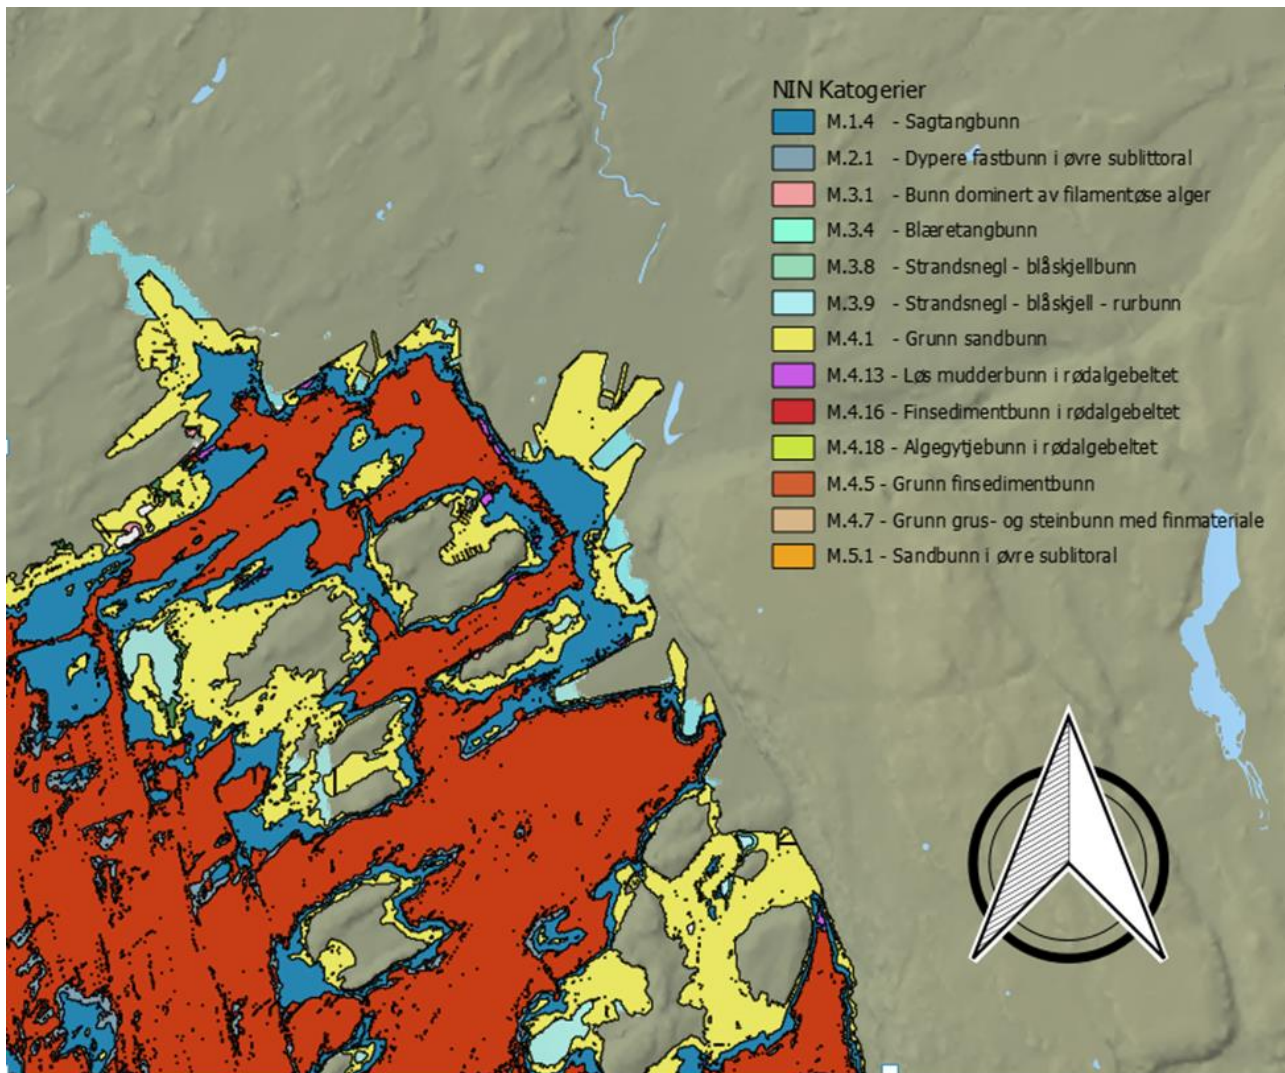 NIN Katogerier
M.1.4 - Sagtangbunn
M.2.1 - Dypere fastbunn i øvre sublittoral
M.3.1 - Bunn dominert av filamentøse alger
M.3.4 - Blæretangbunn
M.3.8 - Strandsnegl - blåskjellbunn
M.3.9 - Strandsnegl - blåskjell - rurbunn
M.4.1 - Grunn sandbunn
M.4.13 - Løs mudderbunn i rødalgebeltet
M.4.16 - Finsedimentbunn i rødalgebeltet
M.4.18 - Algegytjebunn i rødalgebeltet
M.4.5 - Grunn finsedimentbunn
M.4.7 - Grunn grus- og steinbunn med finmateriale
M.5.1 - Sandbunn i øvre sublitoral